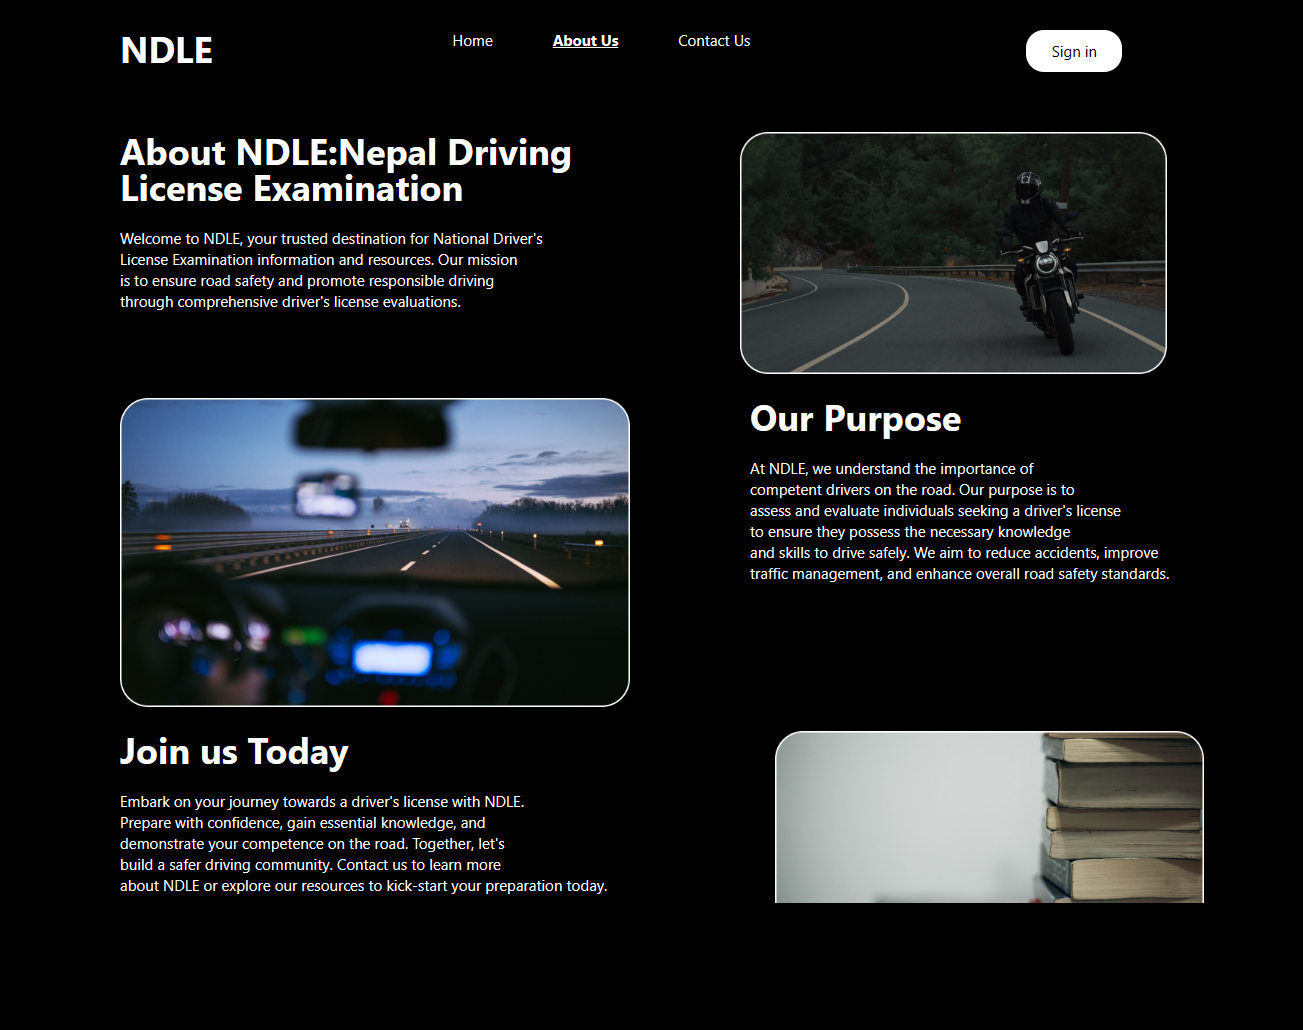 NDLE
Home
About Us
Contact Us
Sign in
About NDLE:Nepal Driving
License Examination
Welcome to NDLE, your trusted destination for National Driver's
License Examination information and resources. Our mission
is to ensure road safety and promote responsible driving
through comprehensive driver's license evaluations.
Our Purpose
At NDLE, we understand the importance of
competent drivers on the road. Our purpose is to
assess and evaluate individuals seeking a driver's license
to ensure they possess the necessary knowledge
and skills to drive safely. We aim to reduce accidents, improve
traffic management, and enhance overall road safety standards.
Join us Today
Embark on your journey towards a driver's license with NDLE.
Prepare with confidence, gain essential knowledge, and
demonstrate your competence on the road. Together, let's
build a safer driving community. Contact us to learn more
about NDLE or explore our resources to kick-start your preparation today.